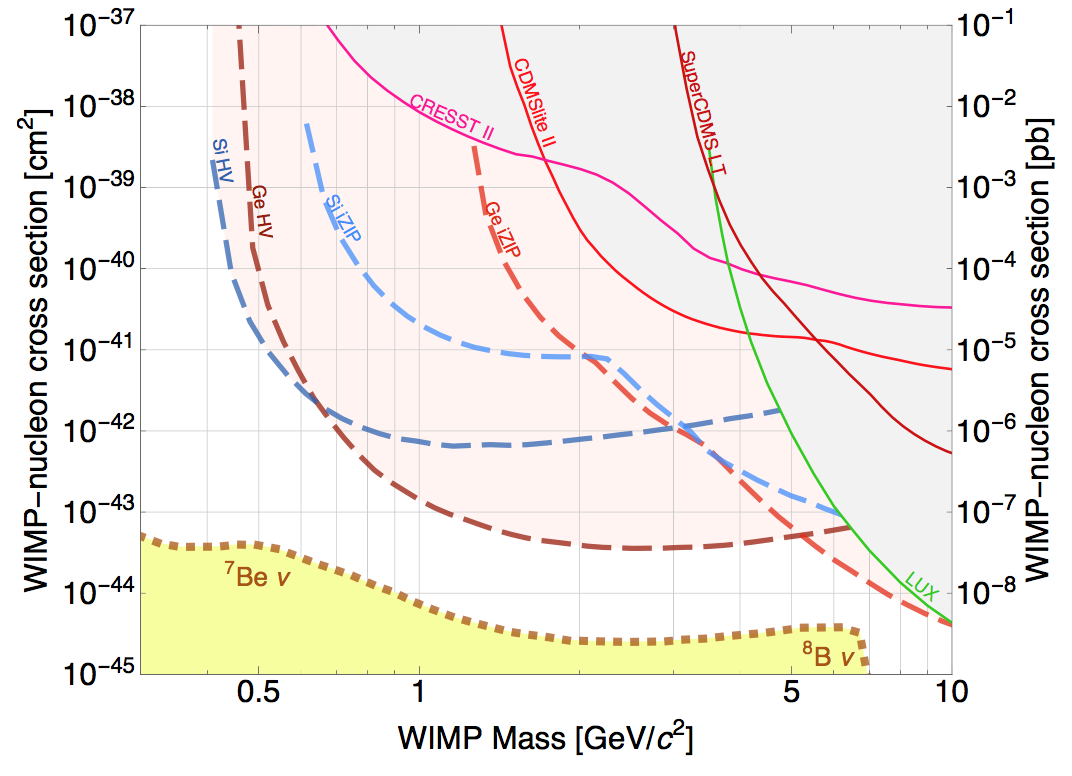 10−37
10−38
10−39
10−40
10−41
10−42
10−43
10−44
10−45
WIMP−nucleon cross section [cm2]
10−1
10−2
10−3
10−4
10−5
10−6
10−7
10−8
WIMP−nucleon cross section [pb]
CRESST II
CDMSlite II
SuperCDMS LT
Si HV
Ge HV
Si iZIP
Ge iZIP
LUX
7Be ν
8B ν
0.5
1
5
10
WIMP Mass [GeV/c2]